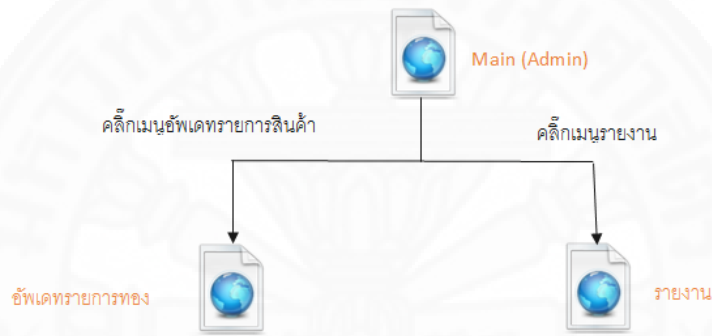 Main (Admin)
คลิ๊กเมนูอัพเดทรายการสินค้า
คลิ๊กเมนูรายงาน
อัพเดทรายการทอง
รายงาน